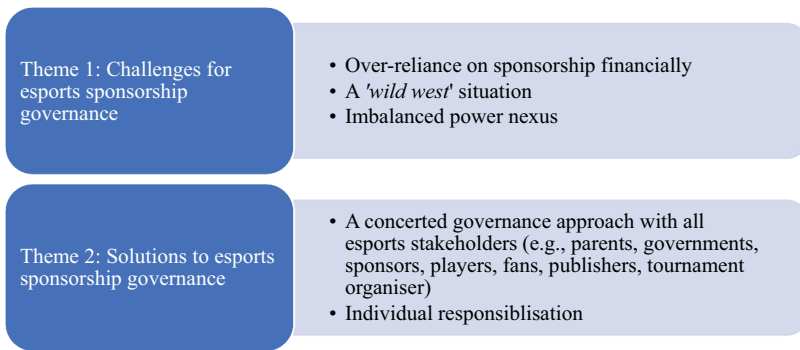 Theme 1: Challenges for
esports sponsorship
governance
• Over-reliance on sponsorship financially
• A 'wild west' situation
• Imbalanced power nexus
Theme 2: Solutions to esports
sponsorship governance
• A concerted governance approach with all
esports stakeholders (e.g., parents, governments,
sponsors, players, fans, publishers, tournament
organiser)
• Individual responsiblisation